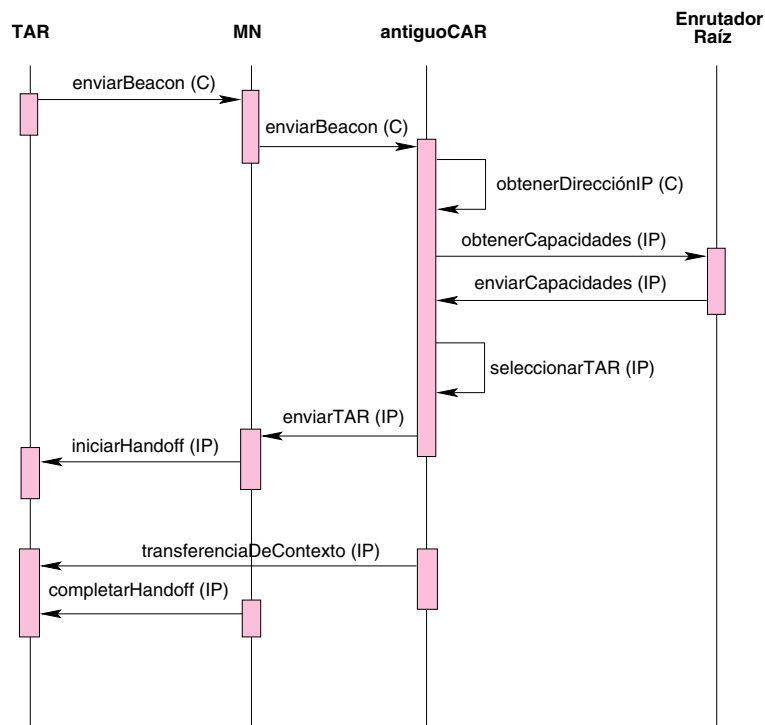 TAR
MN
antiguoCAR
Enrutador
Raíz
enviarBeacon (C)
enviarBeacon (C)
obtenerDirecciónIP (C)
obtenerCapacidades (IP)
enviarCapacidades (IP)
seleccionarTAR (IP)
enviarTAR (IP)
iniciarHandoff (IP)
transferenciaDeContexto (IP)
completarHandoff (IP)